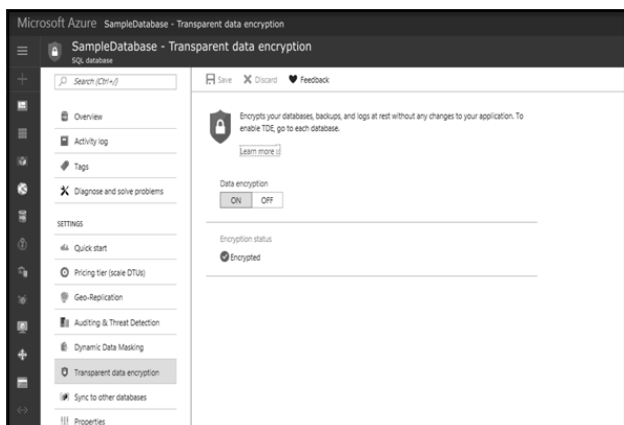 Microsoft Azure SampleDatabase - Transparent data encryption
SampleDatabase - Transparent data encryption
SQL database
Search (Ctrl+/)
Save Discard Feedback
Overview
Activity log
Tags
Diagnose and solve problems
SETTINGS
Quick start
Pricing tier (scale DTUs)
Geo-Replication
Auditing & Threat Detection
Dynamic Data Masking
Transparent data encryption
Sync to other databases
Properties
Encrypts your databases, backups, and logs at rest without any changes to your application. To
enable TDE, go to each database.
Learn more
Data encryption
ON OFF
Encryption status
Encrypted